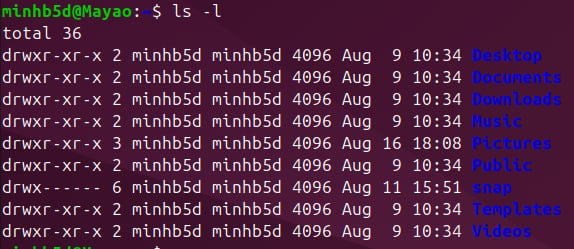 minhb5d@Mayao:~$ ls -l
total 36
drwxr-xr-x 2 minhb5d minhb5d 4096 Aug  9 10:34 Desktop
drwxr-xr-x 2 minhb5d minhb5d 4096 Aug  9 10:34 Documents
drwxr-xr-x 2 minhb5d minhb5d 4096 Aug  9 10:34 Downloads
drwxr-xr-x 2 minhb5d minhb5d 4096 Aug  9 10:34 Music
drwxr-xr-x 3 minhb5d minhb5d 4096 Aug 16 18:08 Pictures
drwxr-xr-x 2 minhb5d minhb5d 4096 Aug  9 10:34 Public
drwx------ 6 minhb5d minhb5d 4096 Aug 11 15:51 snap
drwxr-xr-x 2 minhb5d minhb5d 4096 Aug  9 10:34 Templates
drwxr-xr-x 2 minhb5d minhb5d 4096 Aug  9 10:34 Videos